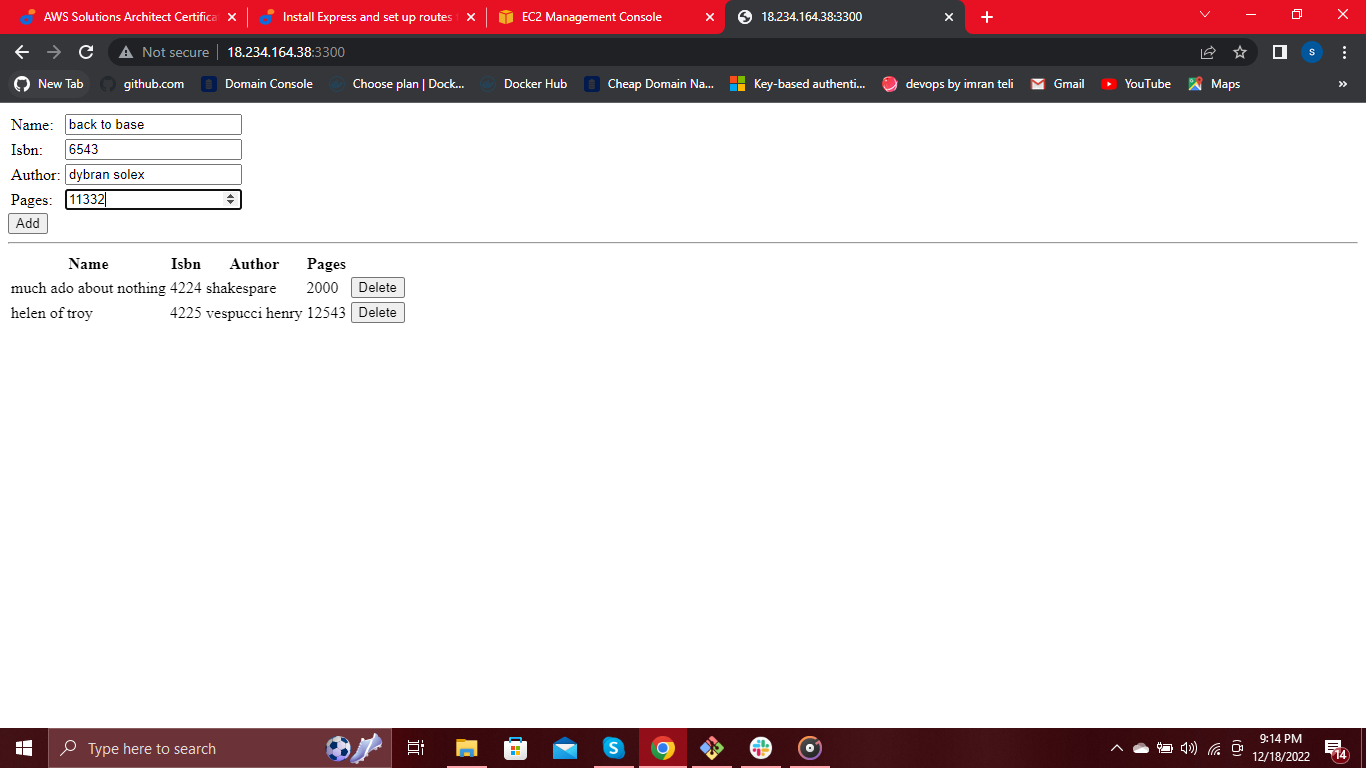 AWS Solutions Architect Certifica
Install Express and set up routes
EC2 Management Console
18.234.164.38:3300
Not secure
18.234.164.38:3300
s
New Tab
github.com
Domain Console
Choose plan | Dock...
Docker Hub
Cheap Domain Na...
Key-based authenti...
devops by imran teli
Gmail
YouTube
Maps
»
Name: back to base
Isbn: 6543
Author: dybran solex
Pages: 11332
Add
Name Isbn Author Pages
much ado about nothing 4224 shakespare 2000 Delete
helen of troy 4225 vespucci henry 12543 Delete
Type here to search
9:14 PM
12/18/2022
14